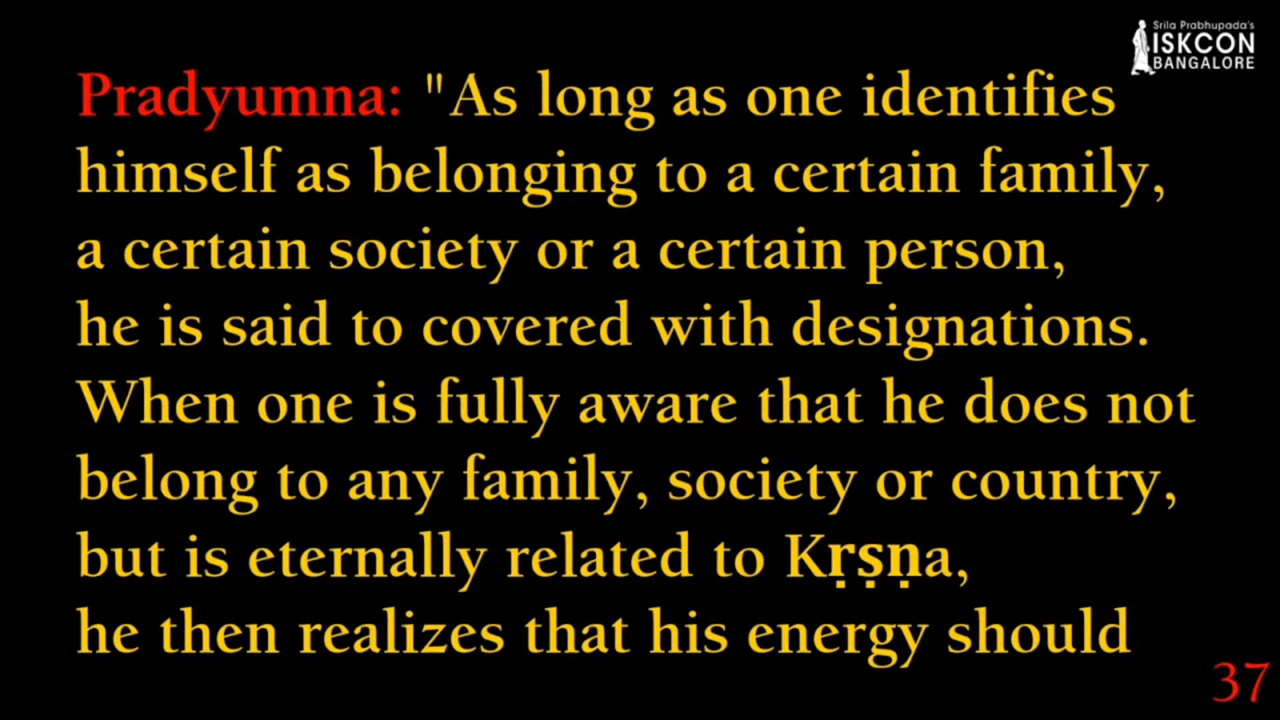 Srila Prabhupada's
ISKCON
BANGALORE
Pradyumna: "As long as one identifies
himself as belonging to a certain family,
a certain society or a certain person,
he is said to covered with designations.
When one is fully aware that he does not
belong to any family, society or country,
but is eternally related to Kṛṣṇa,
he then realizes that his energy should
37